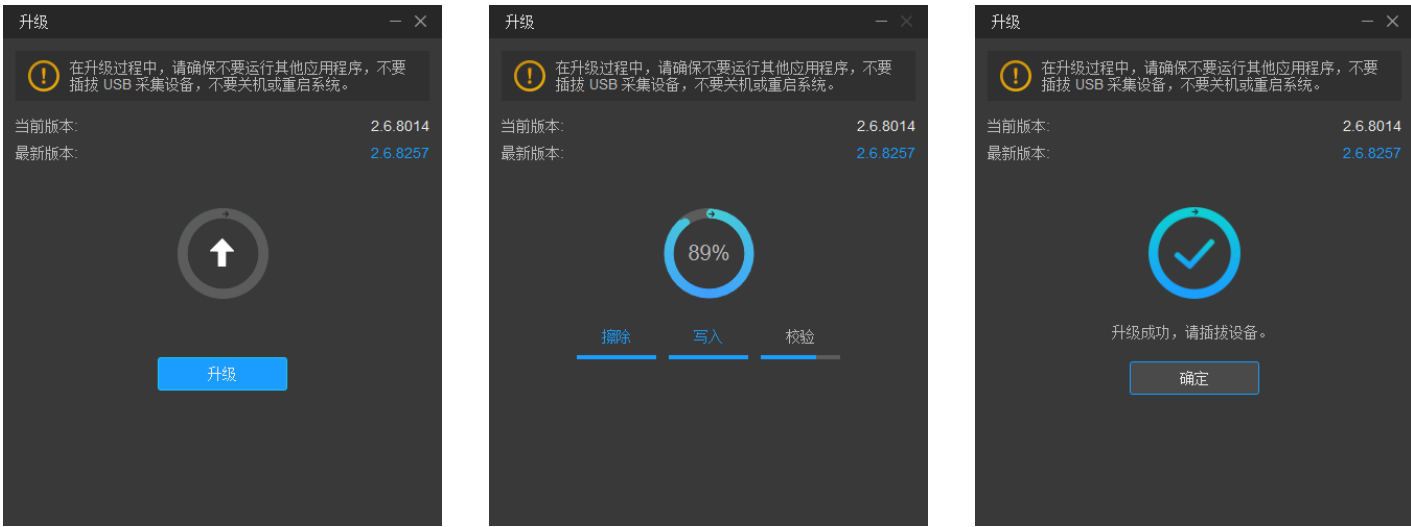 升级
在升级过程中，请确保不要运行其他应用程序，不要
插拔 USB 采集设备，不要关机或重启系统。
当前版本: 2.6.8014
最新版本: 2.6.8257
升级
升级
在升级过程中，请确保不要运行其他应用程序，不要
插拔 USB 采集设备，不要关机或重启系统。
当前版本: 2.6.8014
最新版本: 2.6.8257
89%
擦除 写入 校验
升级
在升级过程中，请确保不要运行其他应用程序，不要
插拔 USB 采集设备，不要关机或重启系统。
当前版本: 2.6.8014
最新版本: 2.6.8257
升级成功，请插拔设备。
确定